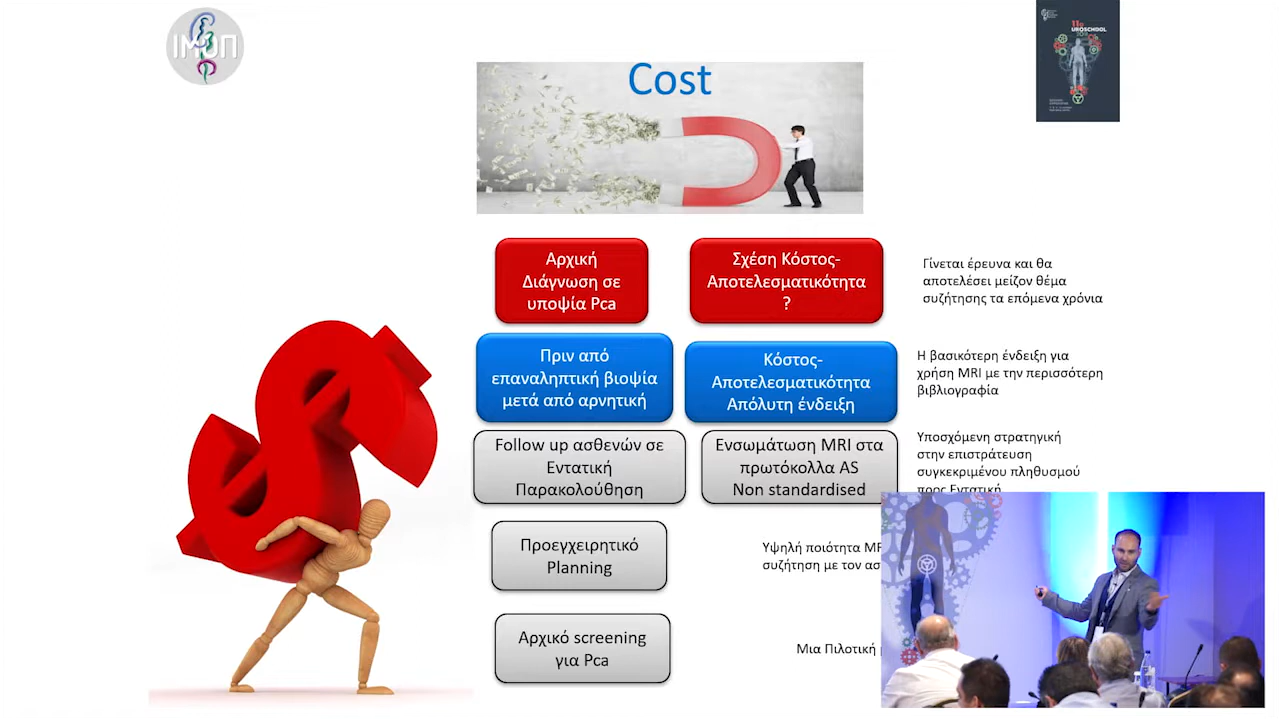 ΙΜΟΠ
11ο
UROSCHOOL
Cost
Αρχική
Διάγνωση σε
υποψία Pca
Σχέση Κόστος-
Αποτελεσματικότητα
?
Γίνεται έρευνα και θα
αποτελέσει μείζον θέμα
συζήτησης τα επόμενα χρόνια
Πριν από
επαναληπτική βιοψία
μετά από αρνητική
Κόστος-
Αποτελεσματικότητα
Απόλυτη ένδειξη
Η βασικότερη ένδειξη για
χρήση MRI με την περισσότερη
βιβλιογραφία
Follow up ασθενών σε
Εντατική
Παρακολούθηση
Ενσωμάτωση MRI στα
πρωτόκολλα AS
Non standardised
Υποσχόμενη στρατηγική
στην επιστράτευση
συγκεκριμένου πληθυσμού
προς Εντατική
Προεγχειρητικό
Planning
Υψηλή ποιότητα
συζήτηση με τον
Αρχικό screening
για Pca
Μια Πιλοτική